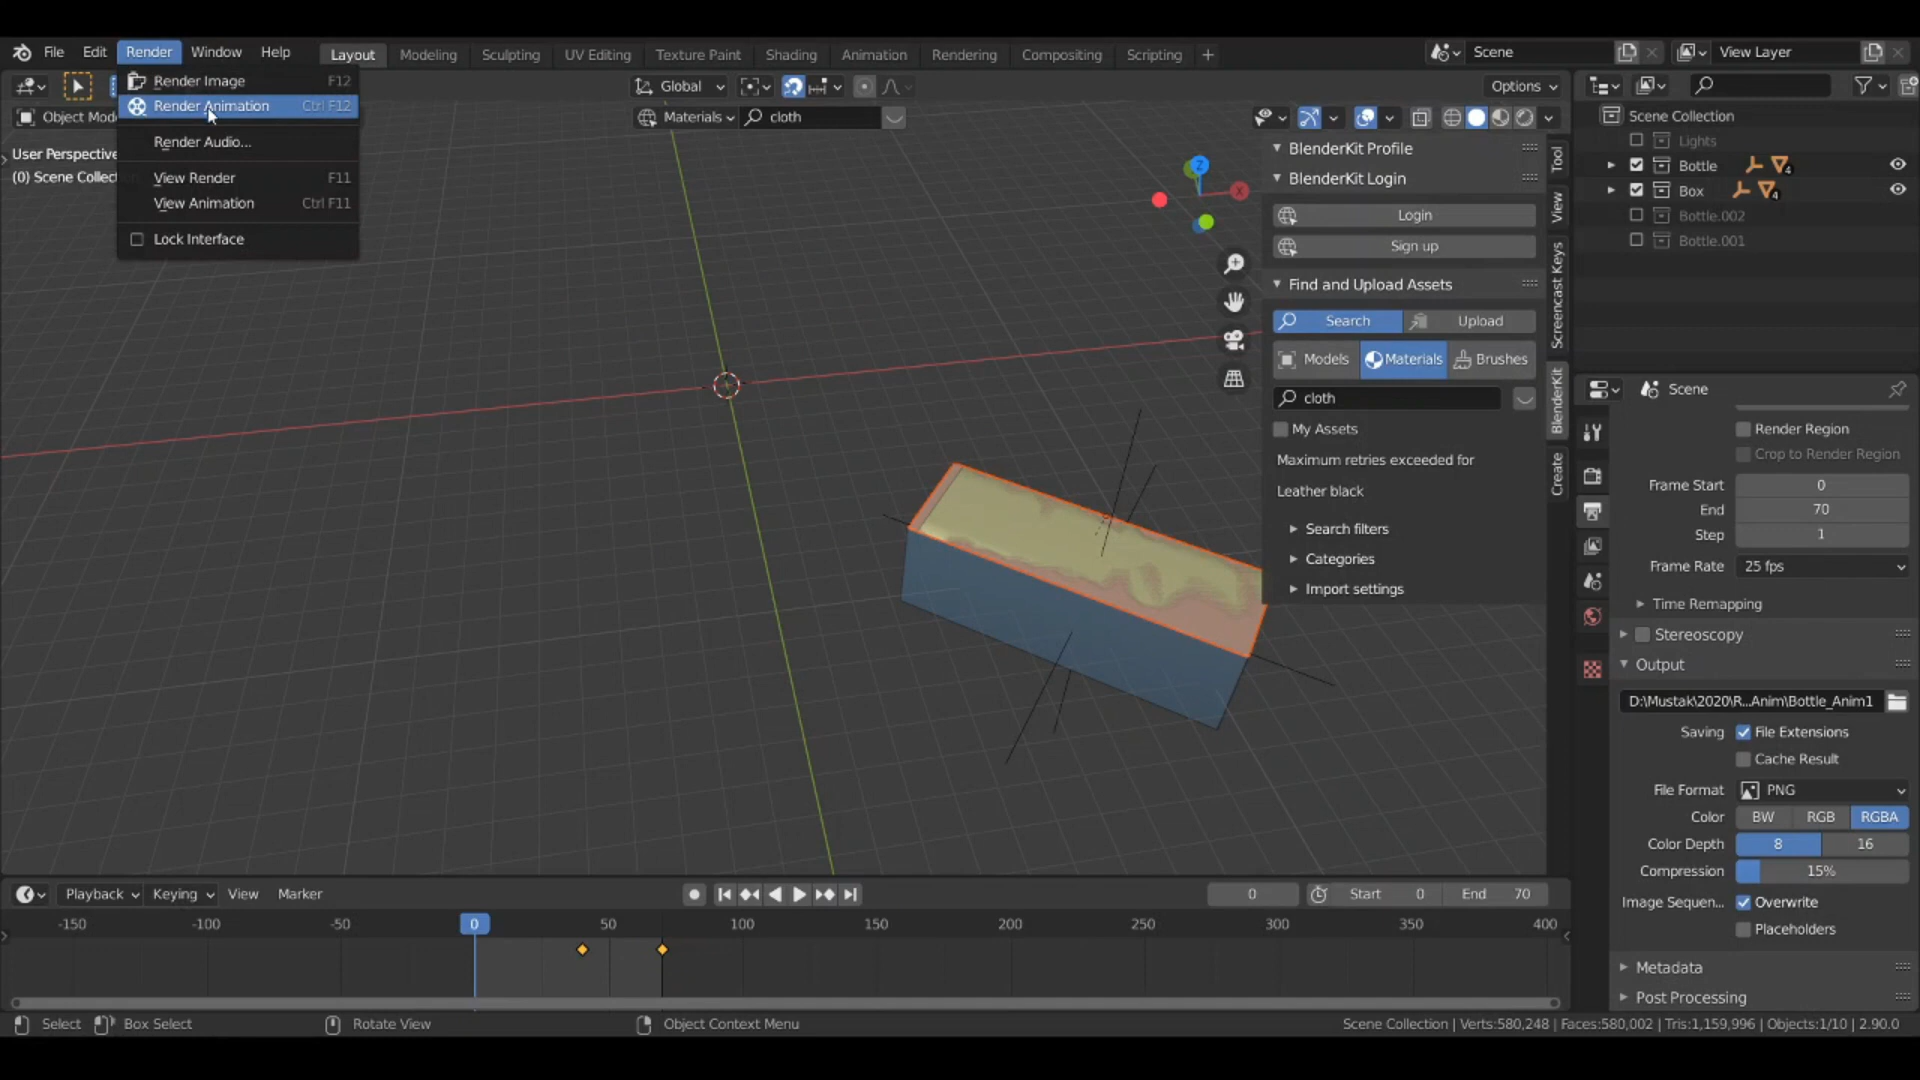 File Edit Render Window Help Layout Modeling Sculpting UV Editing Texture Paint Shading Animation Rendering Compositing Scripting + Scene View Layer
Render Image F12
Render Animation Ctrl F12
Render Audio...
View Render F11
View Animation Ctrl F11
Lock Interface
Global Options
Object Mod Materials cloth
User Perspective
(0) Scene Collec
Z
X
BlenderKit Profile
BlenderKit Login
Login
Sign up
Find and Upload Assets
Search Upload
Models Materials Brushes
cloth
My Assets
Maximum retries exceeded for
Leather black
Search filters
Categories
Import settings
Tool
View
Screencast Keys
BlenderKit
Create
Scene Collection
Lights
Bottle 4
Box 4
Bottle.002
Bottle.001
Scene
Render Region
Crop to Render Region
Frame Start 0
End 70
Step 1
Frame Rate 25 fps
Time Remapping
Stereoscopy
Output
D:\Mustak\2020\R...Anim\Bottle_Anim1
Saving File Extensions
Cache Result
File Format PNG
Color BW RGB RGBA
Color Depth 8 16
Compression 15%
Image Sequen... Overwrite
Placeholders
Metadata
Post Processing
Playback Keying View Marker 0 Start 0 End 70
-150 -100 -50 0 50 100 150 200 250 300 350 400
Select Box Select Rotate View Object Context Menu Scene Collection | Verts:580,248 | Faces:580,002 | Tris:1,159,996 | Objects:1/10 | 2.90.0